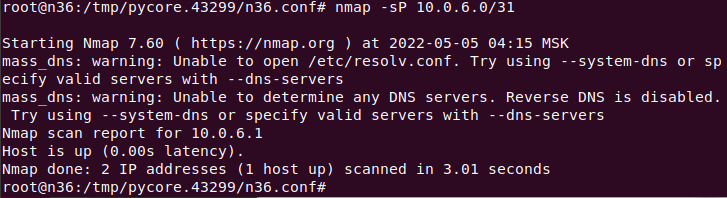 root@n36:/tmp/pycore.43299/n36.conf# nmap -sP 10.0.6.0/31
Starting Nmap 7.60 ( https://nmap.org ) at 2022-05-05 04:15 MSK
mass_dns: warning: Unable to open /etc/resolv.conf. Try using --system-dns or sp
ecify valid servers with --dns-servers
mass_dns: warning: Unable to determine any DNS servers. Reverse DNS is disabled.
 Try using --system-dns or specify valid servers with --dns-servers
Nmap scan report for 10.0.6.1
Host is up (0.00s latency).
Nmap done: 2 IP addresses (1 host up) scanned in 3.01 seconds
root@n36:/tmp/pycore.43299/n36.conf#